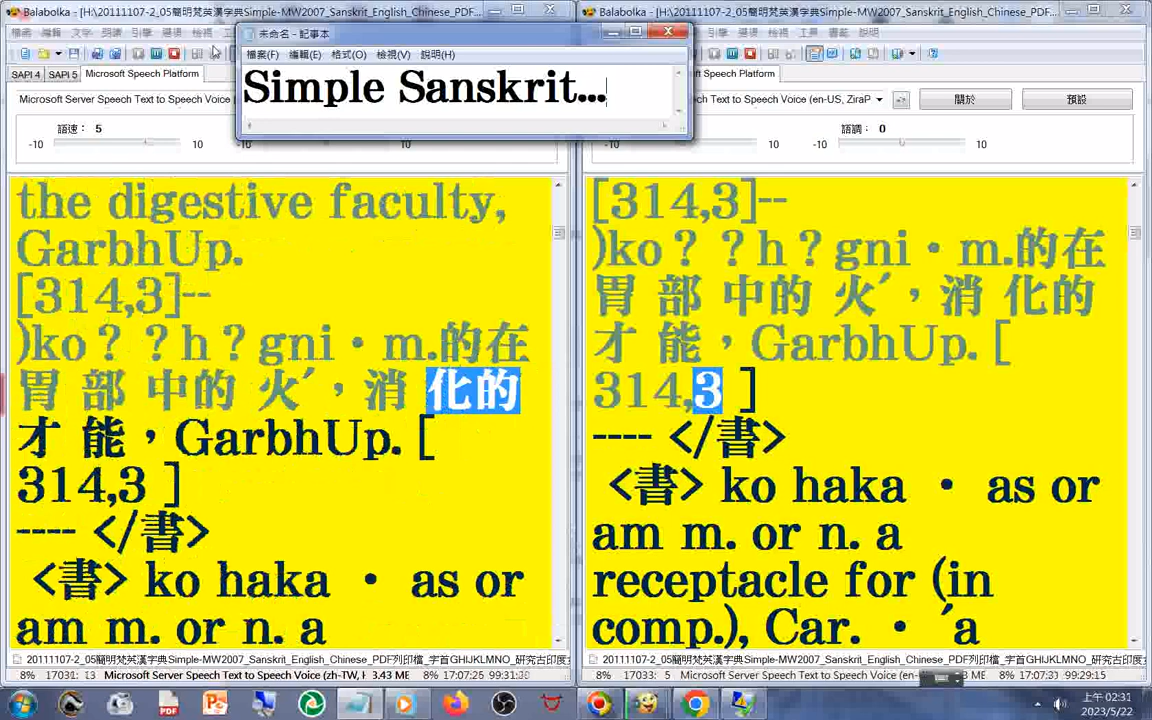 Balabolka - [H:\20111107-2_05簡明梵英漢字典Simple-MW2007_Sanskrit_English_Chinese_PDF...
Balabolka - [H:\20111107-2_05簡明梵英漢字典Simple-MW2007_Sanskrit_English_Chinese_PDF...
未命名 - 記事本
檔案(F) 編輯(E) 格式(O) 檢視(V) 說明(H)
Simple Sanskrit...
SAPI 4 SAPI 5 Microsoft Speech Platform
Speech Platform
Microsoft Server Speech Text to Speech Voice
Text to Speech Voice (en-US, ZiraP
關於
預設
語速： 5
語調： 0
-10 10 10
-10 10 -10 10
the digestive faculty,
GarbhUp.
[314,3]--
)ko？？h？gni·m.的在
胃 部 中的 火ˊ，消 化的
才 能，GarbhUp. [
314,3 ]
---- </書>
<書> ko haka · as or
am m. or n. a
[314,3]--
)ko？？h？gni·m.的在
胃 部 中的 火ˊ，消 化的
才 能，GarbhUp. [
314,3 ]
---- </書>
<書> ko haka · as or
am m. or n. a
receptacle for (in
comp.), Car. · ˊa
20111107-2_05簡明梵英漢字典Simple-MW2007_Sanskrit_English_Chinese_PDF列印檔_字首GHIJKLMNO_研究古印度
20111107-2_05簡明梵英漢字典Simple-MW2007_Sanskrit_English_Chinese_PDF列印檔_字首GHIJKLMNO_研究古印度
8% 17031: 13 Microsoft Server Speech Text to Speech Voice (zh-TW, 3.43 MB 8% 17:07:25
8% 17033: 5 Microsoft Server Speech Text to Speech Voice 8% 17:07:31 99:29:15
上午 02:31
2023/5/22